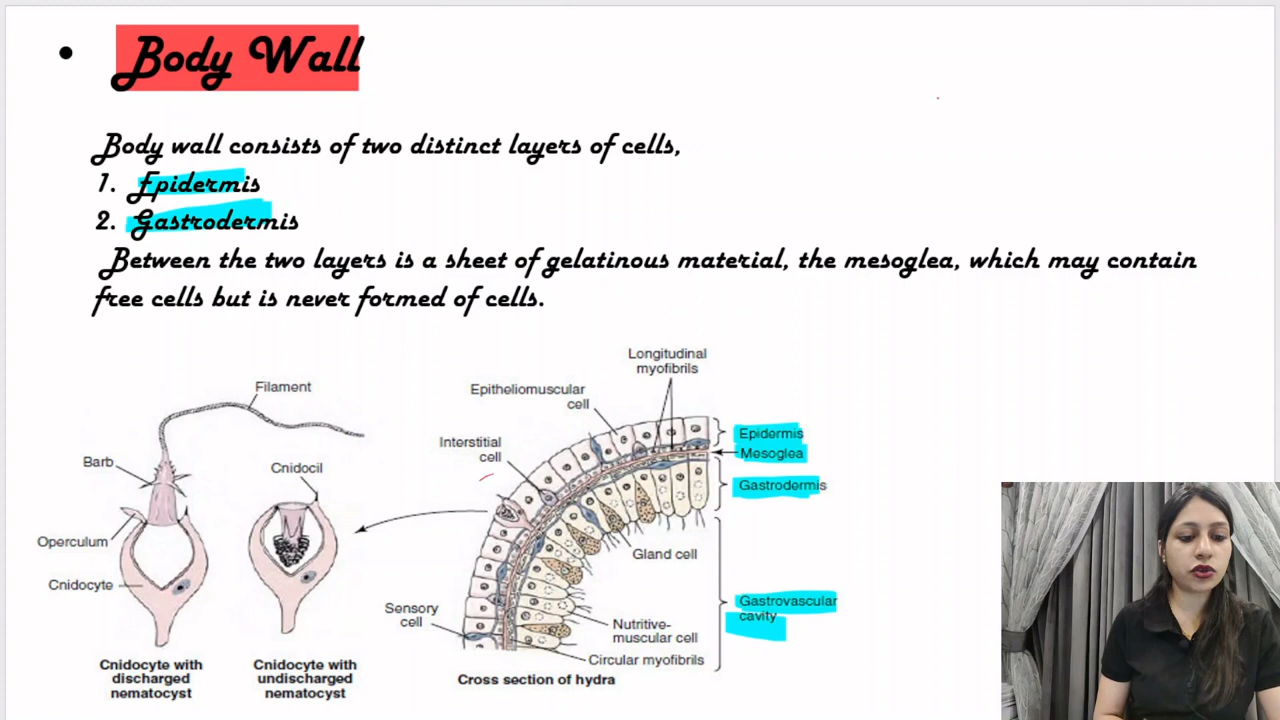 • Body Wall
Body wall consists of two distinct layers of cells,
1. Epidermis
2. Gastrodermis
Between the two layers is a sheet of gelatinous material, the mesoglea, which may contain
free cells but is never formed of cells.
Filament
Barb
Cnidocil
Operculum
Cnidocyte
Cnidocyte with
discharged
nematocyst
Cnidocyte with
undischarged
nematocyst
Longitudinal
myofibrils
Epitheliomuscular
cell
Interstitial
cell
Epidermis
Mesoglea
Gastrodermis
Gland cell
Gastrovascular
cavity
Sensory
cell
Nutritive-
muscular cell
Circular myofibrils
Cross section of hydra